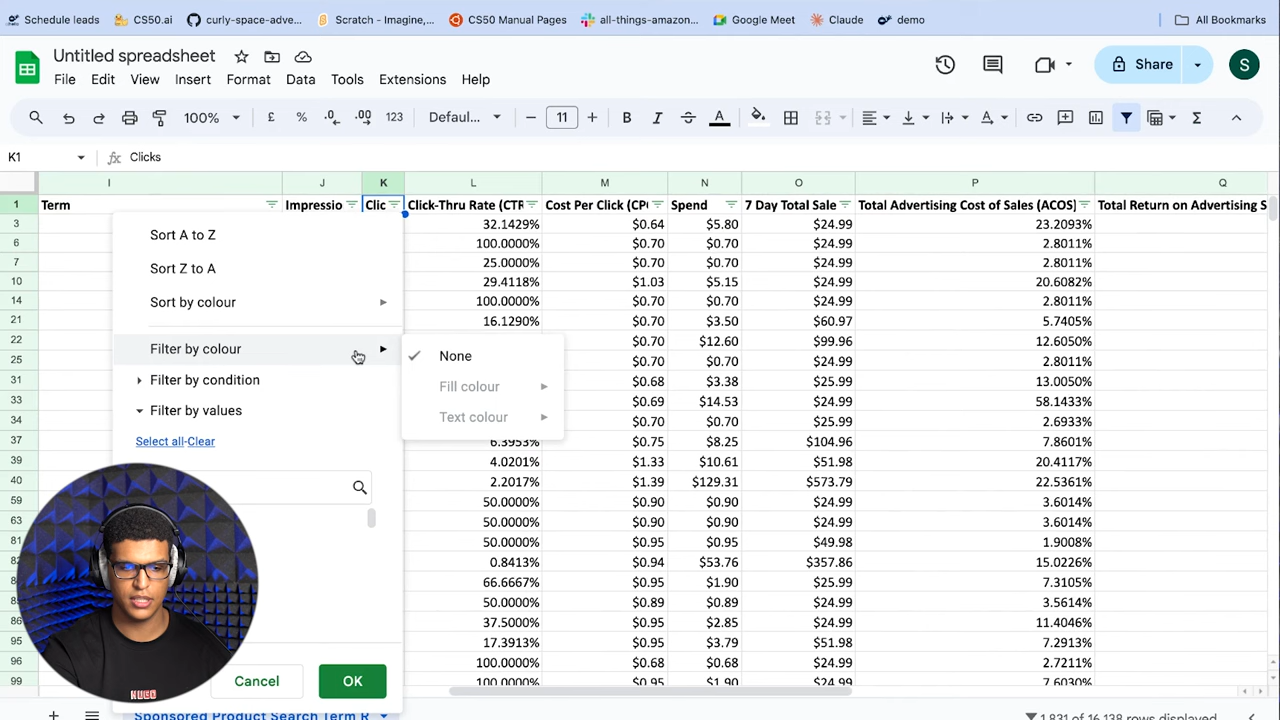 Schedule leads CS50.ai curly-space-adve... Scratch - Imagine,... CS50 Manual Pages all-things-amazon... Google Meet Claude demo All Bookmarks
Untitled spreadsheet
File Edit View Insert Format Data Tools Extensions Help
Share S
100% £ % .0 .00 123 Defaul... 11 B I A
K1 fx Clicks
I J K L M N O P Q
1 Term Impressio Clic Click-Thru Rate (CTR Cost Per Click (CP Spend 7 Day Total Sale Total Advertising Cost of Sales (ACOS) Total Return on Advertising S
3 32.1429% $0.64 $5.80 $24.99 23.2093%
6 100.0000% $0.70 $0.70 $24.99 2.8011%
7 25.0000% $0.70 $0.70 $24.99 2.8011%
10 29.4118% $1.03 $5.15 $24.99 20.6082%
14 100.0000% $0.70 $0.70 $24.99 2.8011%
21 16.1290% $0.70 $3.50 $60.97 5.7405%
22 $0.70 $12.60 $99.96 12.6050%
25 $0.70 $0.70 $24.99 2.8011%
31 $0.68 $3.38 $25.99 13.0050%
33 $0.69 $14.53 $24.99 58.1433%
34 $0.70 $0.70 $25.99 2.6933%
37 6.3953% $0.75 $8.25 $104.96 7.8601%
39 4.0201% $1.33 $10.61 $51.98 20.4117%
40 2.2017% $1.39 $129.31 $573.79 22.5361%
59 50.0000% $0.90 $0.90 $24.99 3.6014%
63 50.0000% $0.90 $0.90 $24.99 3.6014%
81 50.0000% $0.95 $0.95 $49.98 1.9008%
0.8413% $0.94 $53.76 $357.86 15.0226%
66.6667% $0.95 $1.90 $25.99 7.3105%
50.0000% $0.89 $0.89 $24.99 3.5614%
86 37.5000% $0.95 $2.85 $24.99 11.4046%
95 17.3913% $0.95 $3.79 $51.98 7.2913%
96 100.0000% $0.68 $0.68 $24.99 2.7211%
99 100.0000% $0.95 $1.90 $24.99 7.6030%
Sort A to Z
Sort Z to A
Sort by colour
Filter by colour
Filter by condition
Filter by values
Select all-Clear
None
Fill colour
Text colour
Cancel OK
Sponsored Product Search Term R
1,831 of 16,138 rows displayed